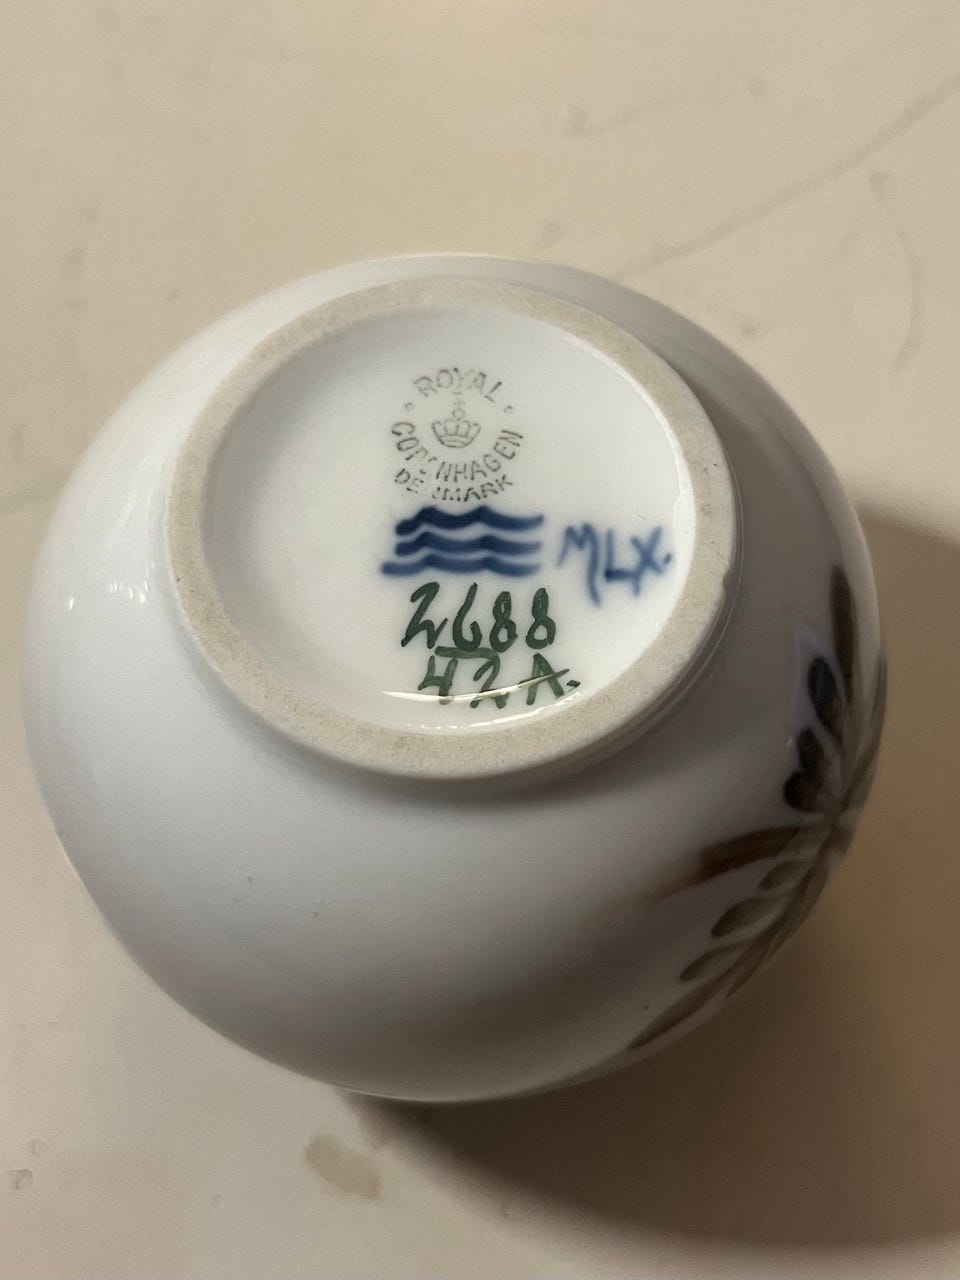 ROYAL
COPENHAGEN
DENMARK
MLX.
2688
42A.